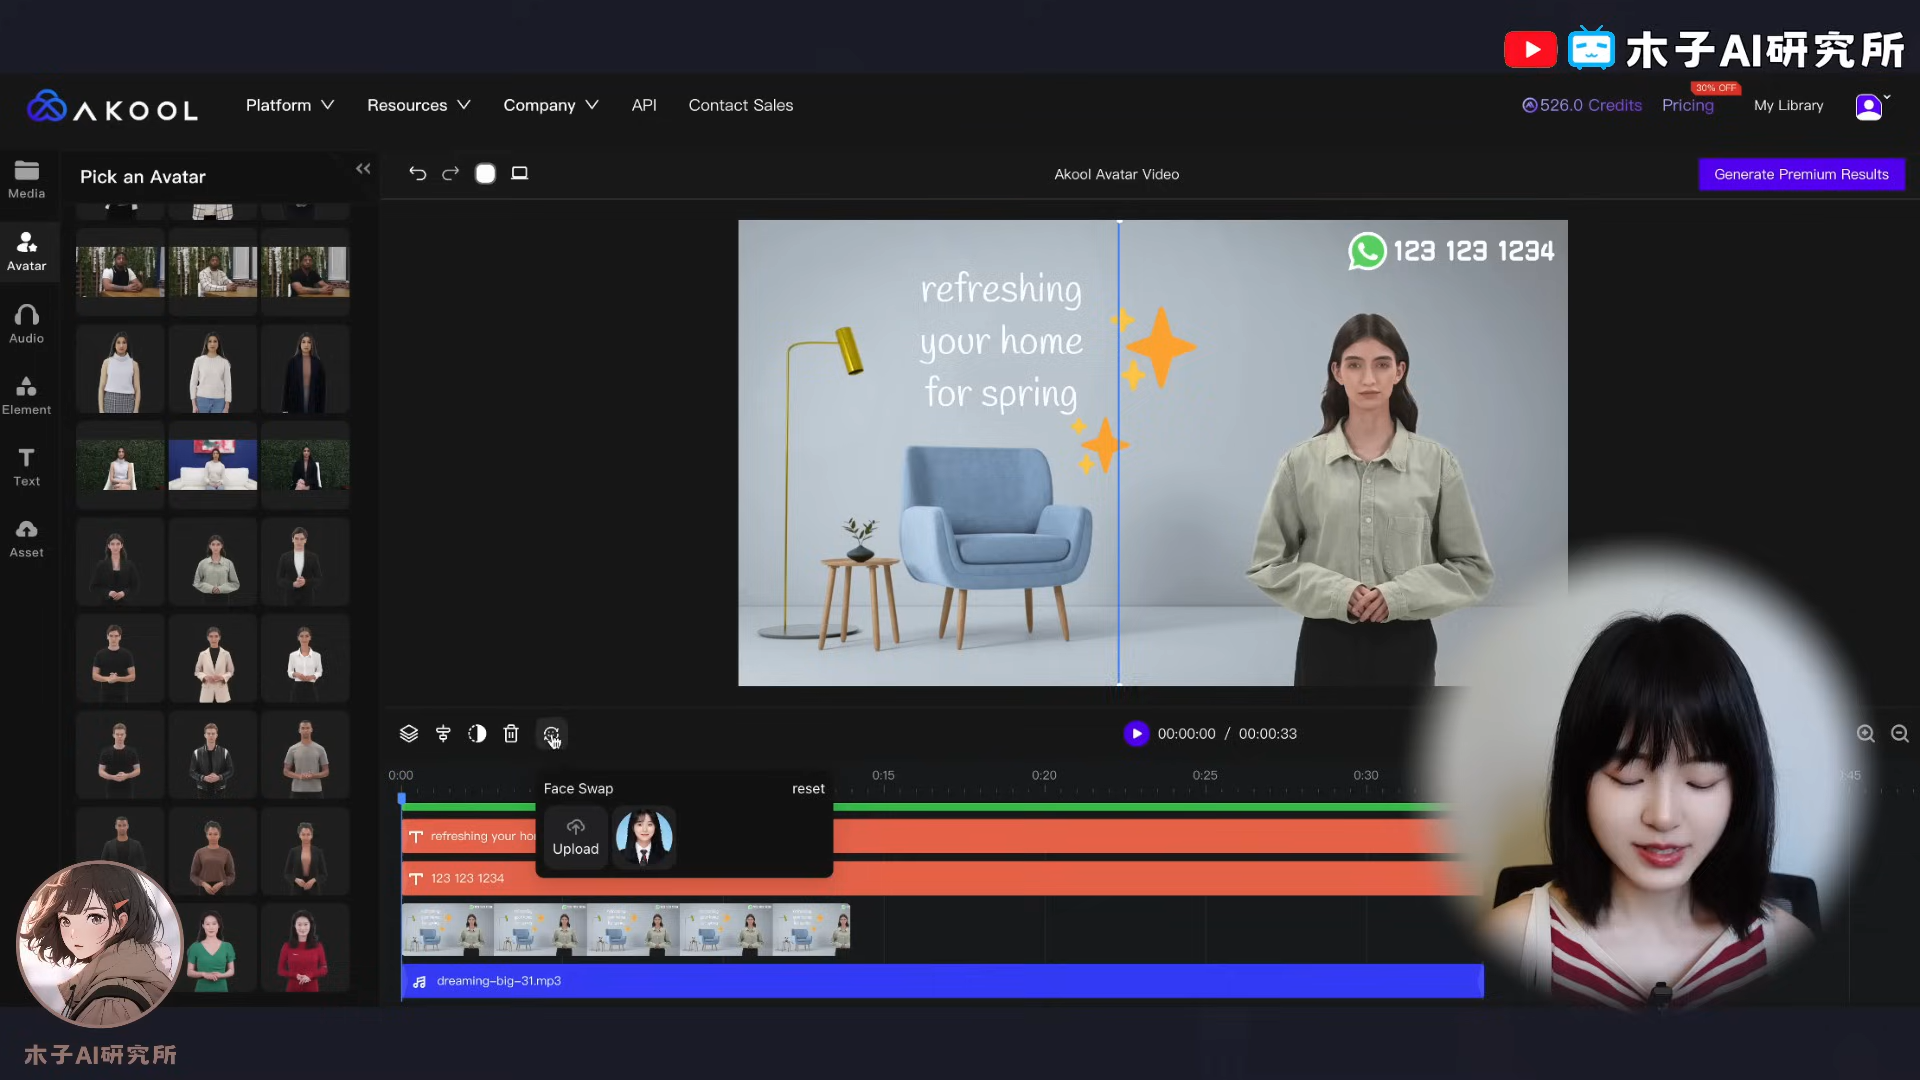 木子AI研究所
AKOOL
Platform
Resources
Company
API
Contact Sales
526.0 Credits
Pricing
30% OFF
My Library
Media
Avatar
Audio
Element
Text
Asset
Pick an Avatar
Akool Avatar Video
Generate Premium Results
refreshing
your home
for spring
123 123 1234
00:00:00 / 00:00:33
0:00
0:15
0:20
0:25
0:30
:45
Face Swap
reset
Upload
refreshing your ho
123 123 1234
dreaming-big-31.mp3
木子AI研究所